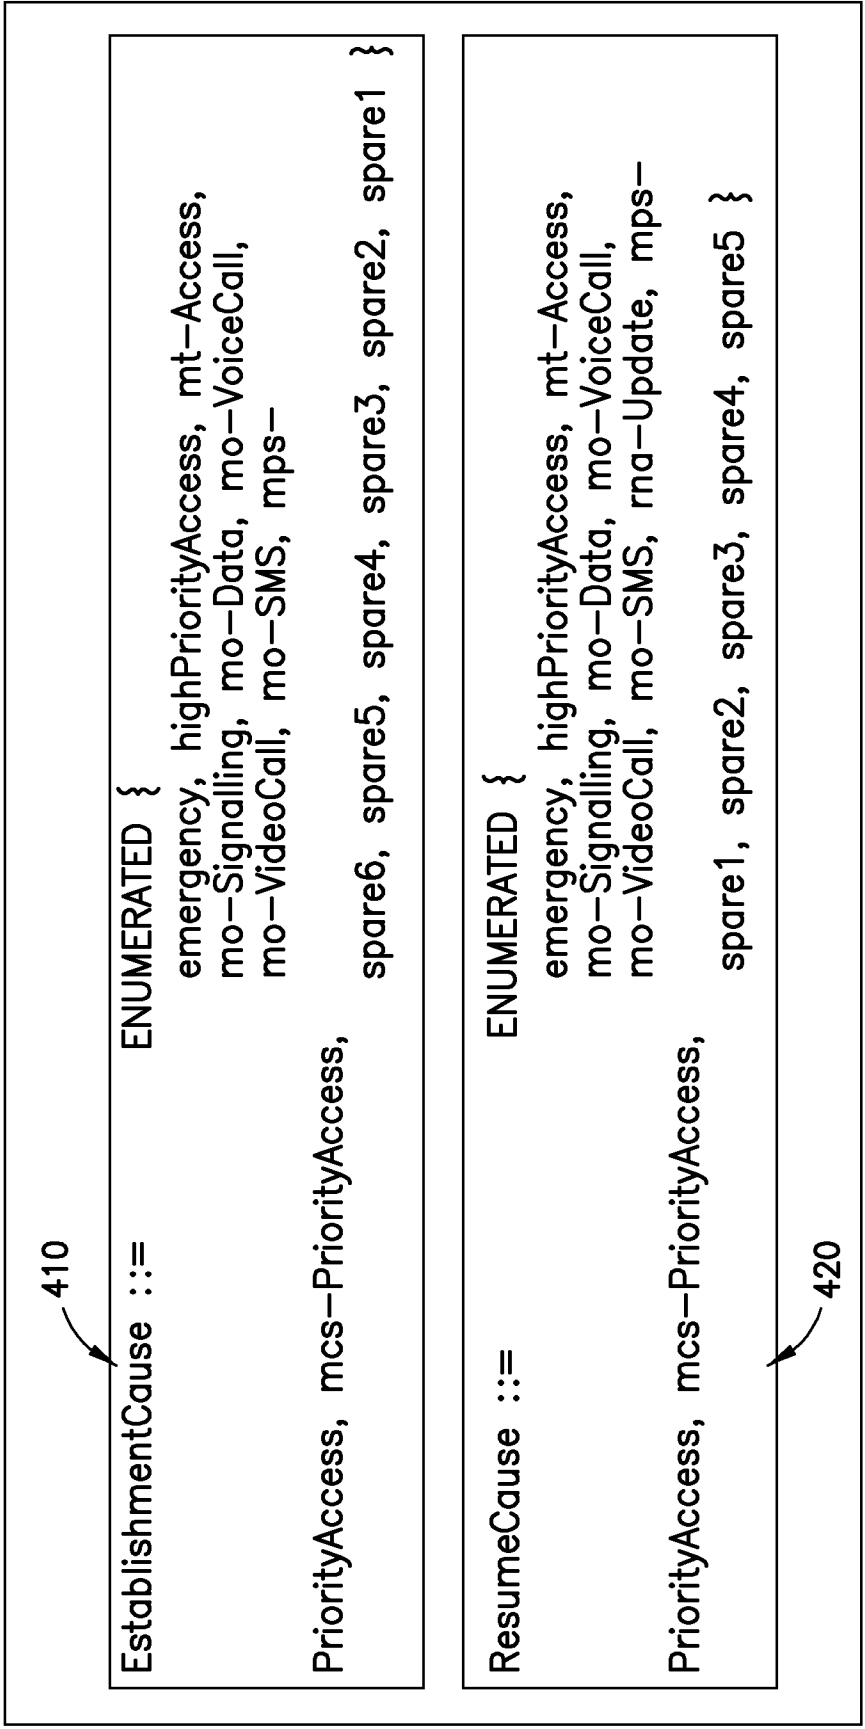 410
EstablishmentCause ::= ENUMERATED {
emergency, highPriorityAccess, mt-Access,
mo-Signalling, mo-Data, mo-VoiceCall,
mo-VideoCall, mo-SMS, mps-
PriorityAccess, mcs-PriorityAccess,
spare6, spare5, spare4, spare3, spare2, spare1 }
ResumeCause ::= ENUMERATED {
emergency, highPriorityAccess, mt-Access,
mo-Signalling, mo-Data, mo-VoiceCall,
mo-VideoCall, mo-SMS, rna-Update, mps-
PriorityAccess, mcs-PriorityAccess,
spare1, spare2, spare3, spare4, spare5 }
420